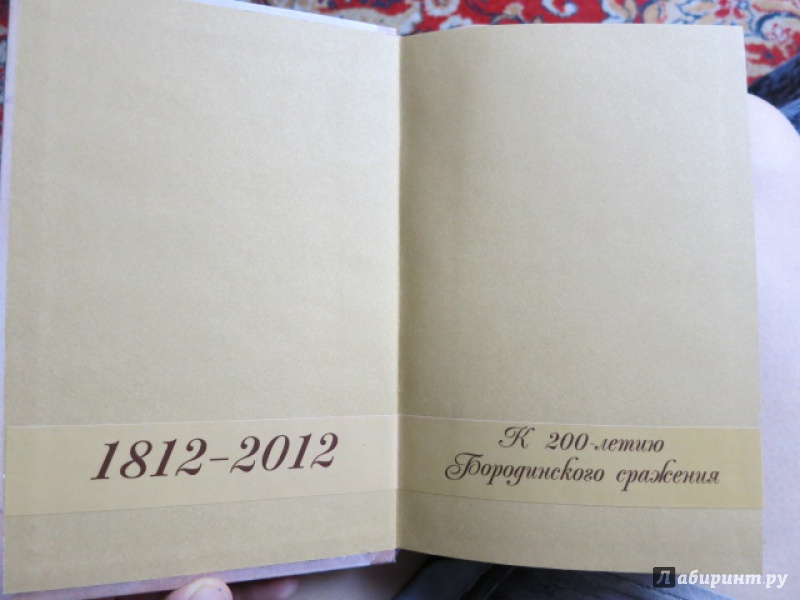 1812-2012
К 200-летию
Бородинского сражения
Лабиринт.ру